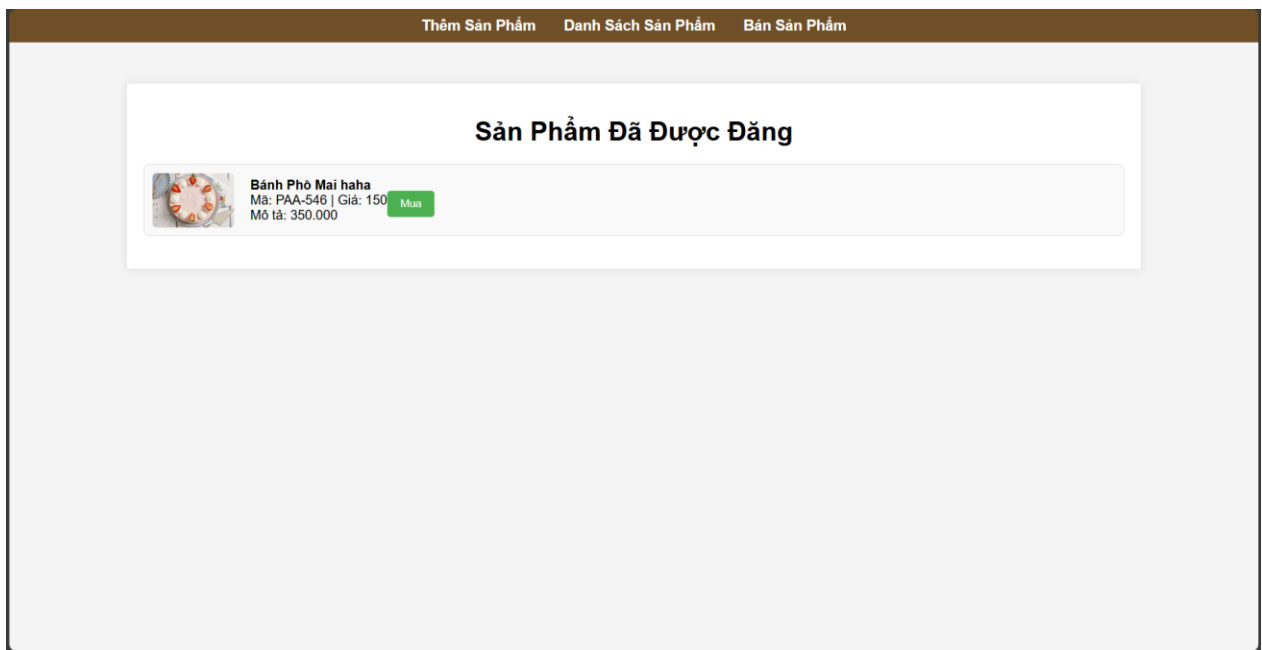 Thêm Sản Phẩm Danh Sách Sản Phẩm Bán Sản Phẩm
Sản Phẩm Đã Được Đăng
Bánh Phô Mai haha
Mã: PAA-546 | Giá: 150
Mua
Mô tả: 350.000